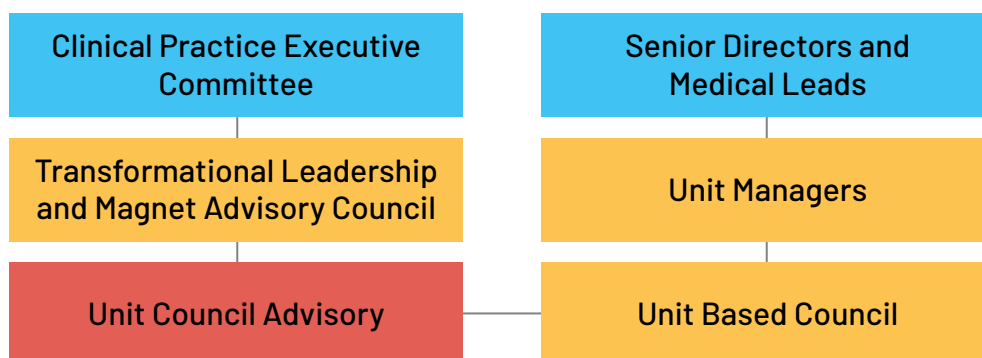 Clinical Practice Executive
Committee
Senior Directors and
Medical Leads
Transformational Leadership
and Magnet Advisory Council
Unit Managers
Unit Council Advisory
Unit Based Council